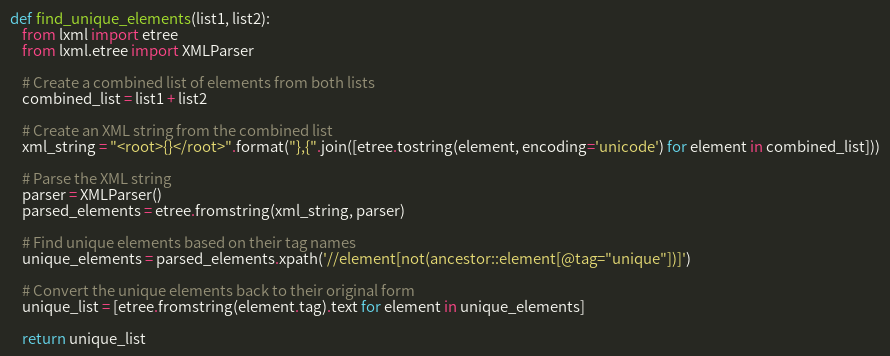 def find_unique_elements(list1, list2):
from lxml import etree
from lxml.etree import XMLParser
# Create a combined list of elements from both lists
combined_list = list1 + list2
# Create an XML string from the combined list
xml_string = "<root>{}</root>".format("},{".join([etree.tostring(element, encoding='unicode') for element in combined_list]))
# Parse the XML string
parser = XMLParser()
parsed_elements = etree.fromstring(xml_string, parser)
# Find unique elements based on their tag names
unique_elements = parsed_elements.xpath('//element[not(ancestor::element[@tag="unique"])]')
# Convert the unique elements back to their original form
unique_list = [etree.fromstring(element.tag).text for element in unique_elements]
return unique_list